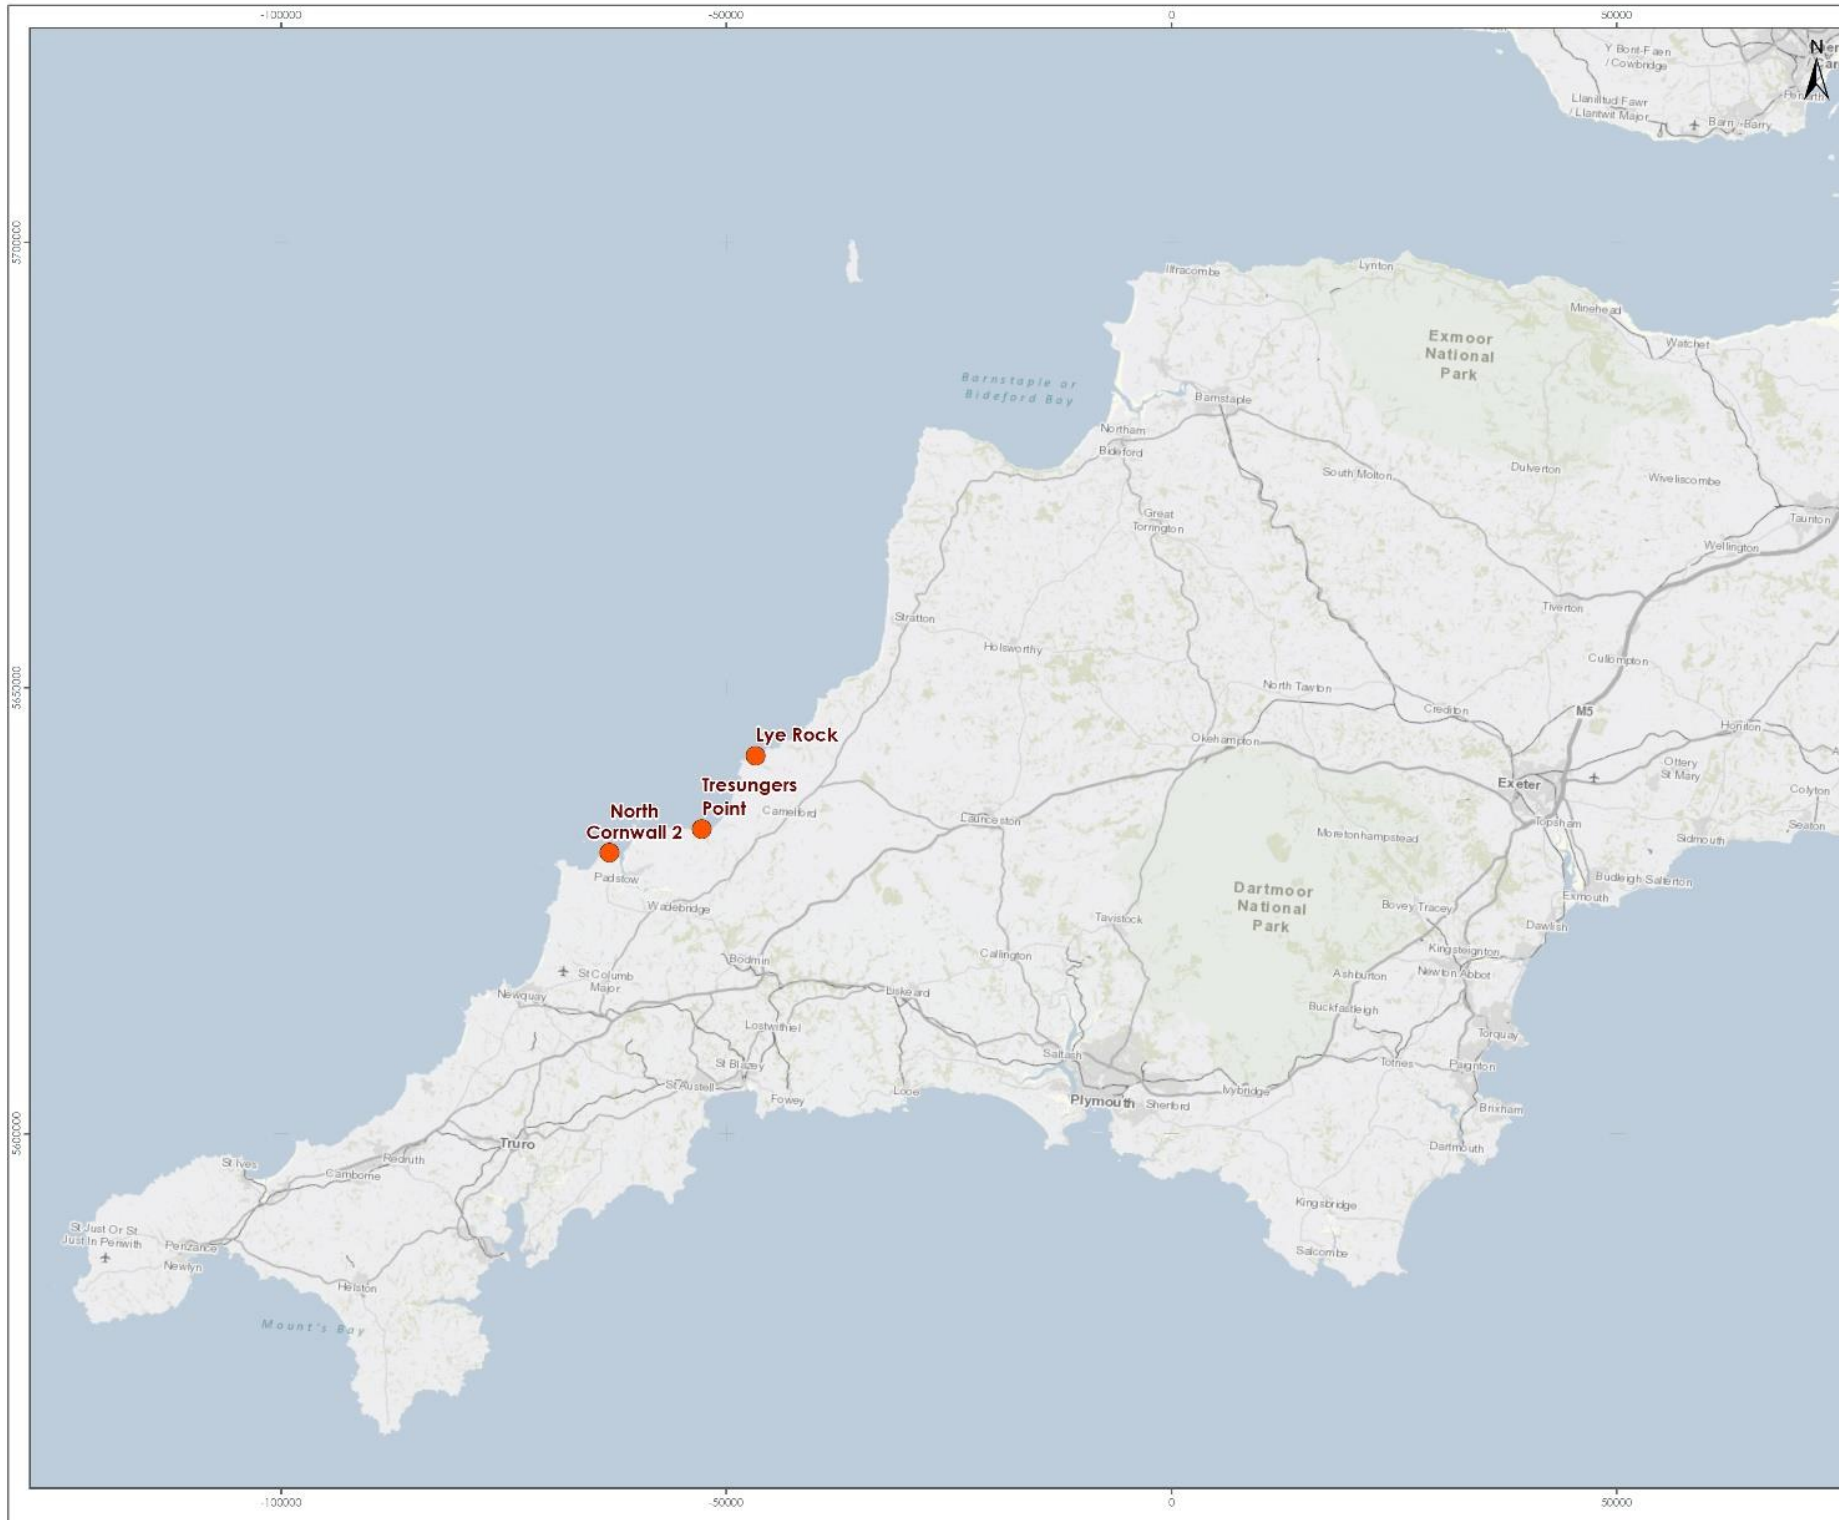 -100000
-50000
0
50000
Y Bont-Faen
/ Cowbridge
N
Llanilltud Fawr
/ Llantwit Major
Barri / Barry
5700000
Ilfracombe
Lynton
Minehead
Watchet
Exmoor
National
Park
Barnstaple or
Bideford Bay
Barnstaple
Northam
Bideford
South Molton
Dulverton
Wiveliscombe
Great
Torrington
Taunton
Wellington
Tiverton
Stratton
Holsworthy
Cullompton
5650000
North Tawton
Crediton
M5
Honiton
Lye Rock
Okehampton
Ottery
St Mary
Exeter
Colyton
Tresungers
Point
North
Cornwall 2
Camelford
Launceston
Topsham
Moretonhampstead
Seaton
Sidmouth
Padstow
Budleigh Salterton
Exmouth
Dartmoor
National
Park
Wadebridge
Bovey Tracey
Tavistock
Dawlish
Kingsteignton
Bodmin
Callington
Ashburton
Newton Abbot
St Columb
Major
Newquay
Liskeard
Buckfastleigh
Lostwithiel
Torquay
Saltash
Totnes
Paignton
St Blazey
St Austell
Looe
Ivybridge
Fowey
Plymouth
Sherford
Brixham
5600000
Truro
Dartmouth
Redruth
St Ives
Camborne
Kingsbridge
St Just Or St
Just In Penwith
Penzance
Salcombe
Newlyn
Helston
Mount's Bay
-100000
-50000
0
50000